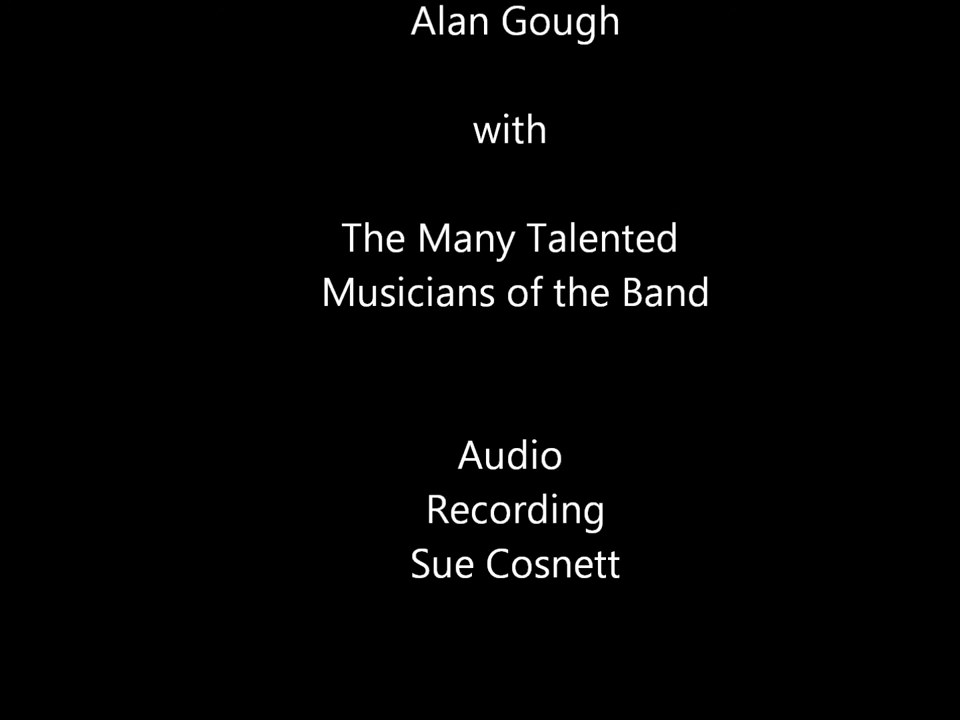 Alan Gough
with
The Many Talented
Musicians of the Band
Audio
Recording
Sue Cosnett